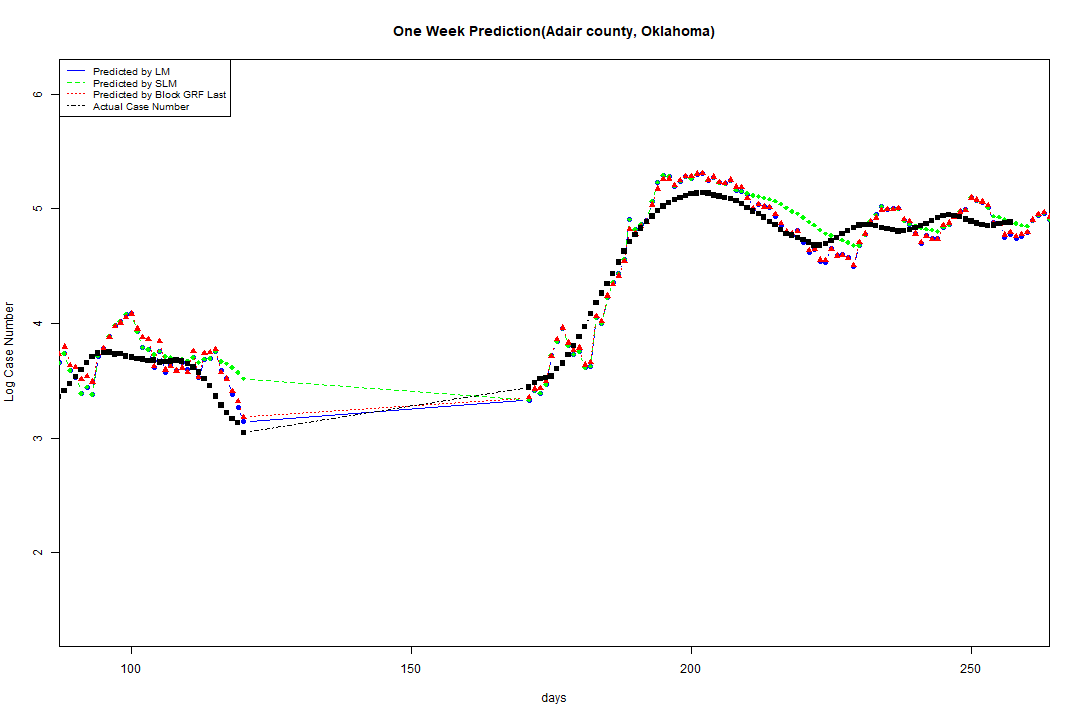 One Week Prediction(Adair county, Oklahoma)
Predicted by LM
Predicted by SLM
Predicted by Block GRF Last
Actual Case Number
6
5
4
3
2
Log Case Number
100
150
200
250
days